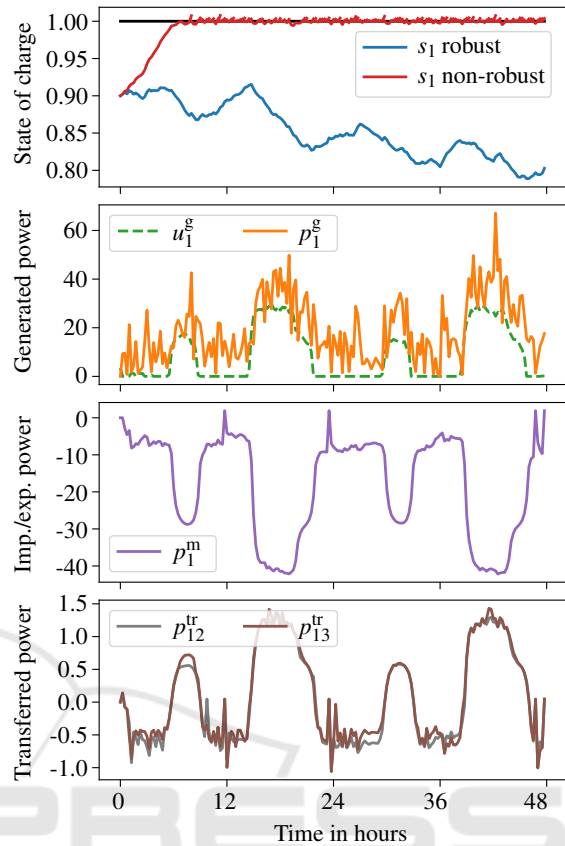 State of charge
1.00
0.95
0.90
0.85
0.80
s₁ robust
s₁ non-robust
Generated power
60
40
20
0
u₁ᵍ
p₁ᵍ
Imp./exp. power
0
-10
-20
-30
-40
p₁ᵐ
Transferred power
1.5
1.0
0.5
0.0
-0.5
-1.0
p₁₂ᵗʳ
p₁₃ᵗʳ
0 12 24 36 48
Time in hours
PRESS